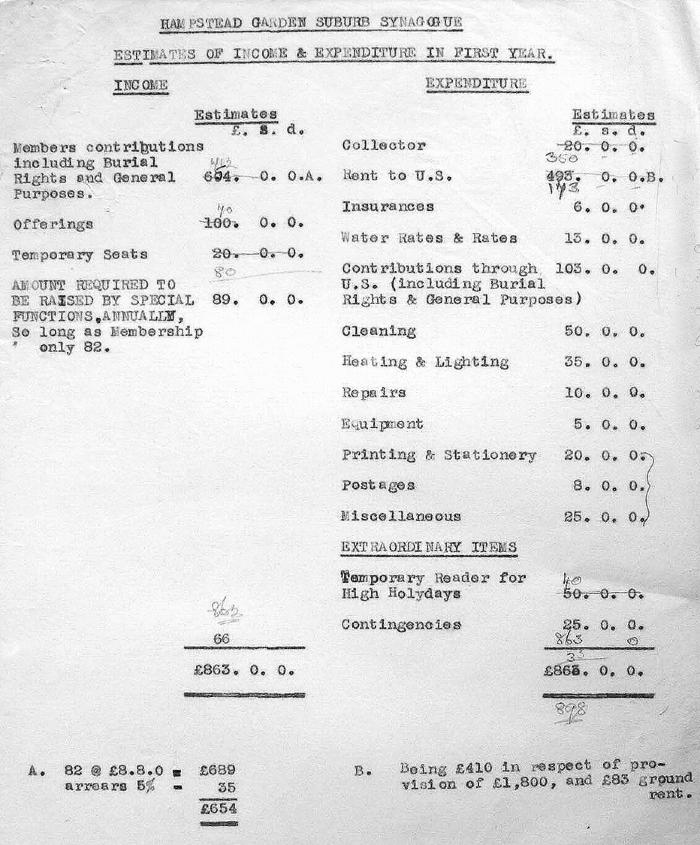 HAMPSTEAD GARDEN SUBURB SYNAGOGUE
ESTIMATES OF INCOME & EXPENDITURE IN FIRST YEAR.
INCOME
Estimates
£. s. d.
Members contributions
including Burial
Rights and General 694. 0. 0.A.
Purposes.
70
Offerings 100. 0. 0.
Temporary Seats 20. 0. 0.
80
AMOUNT REQUIRED TO
BE RAISED BY SPECIAL 89. 0. 0.
FUNCTIONS,ANNUALLY,
So long as Membership
" only 82.
863
66
£863. 0. 0.
A. 82 @ £8.8.0 = £689
arrears 5% = 35
£654
EXPENDITURE
Estimates
£. s. d.
Collector 20. 0. 0.
350
Rent to U.S. 493. 0. 0.B.
Insurances 6. 0. 0.
Water Rates & Rates 13. 0. 0.
Contributions through 103. 0. 0.
U.S. (including Burial
Rights & General Purposes)
Cleaning 50. 0. 0.
Heating & Lighting 35. 0. 0.
Repairs 10. 0. 0.
Equipment 5. 0. 0.
Printing & Stationery 20. 0. 0.
Postages 8. 0. 0.
Miscellaneous 25. 0. 0.
EXTRAORDINARY ITEMS
Temporary Reader for 40
High Holydays 50. 0. 0.
Contingencies 25. 0. 0.
863 0
35
£863. 0. 0.
898
B. Being £410 in respect of pro-
vision of £1,800, and £83 ground
rent.